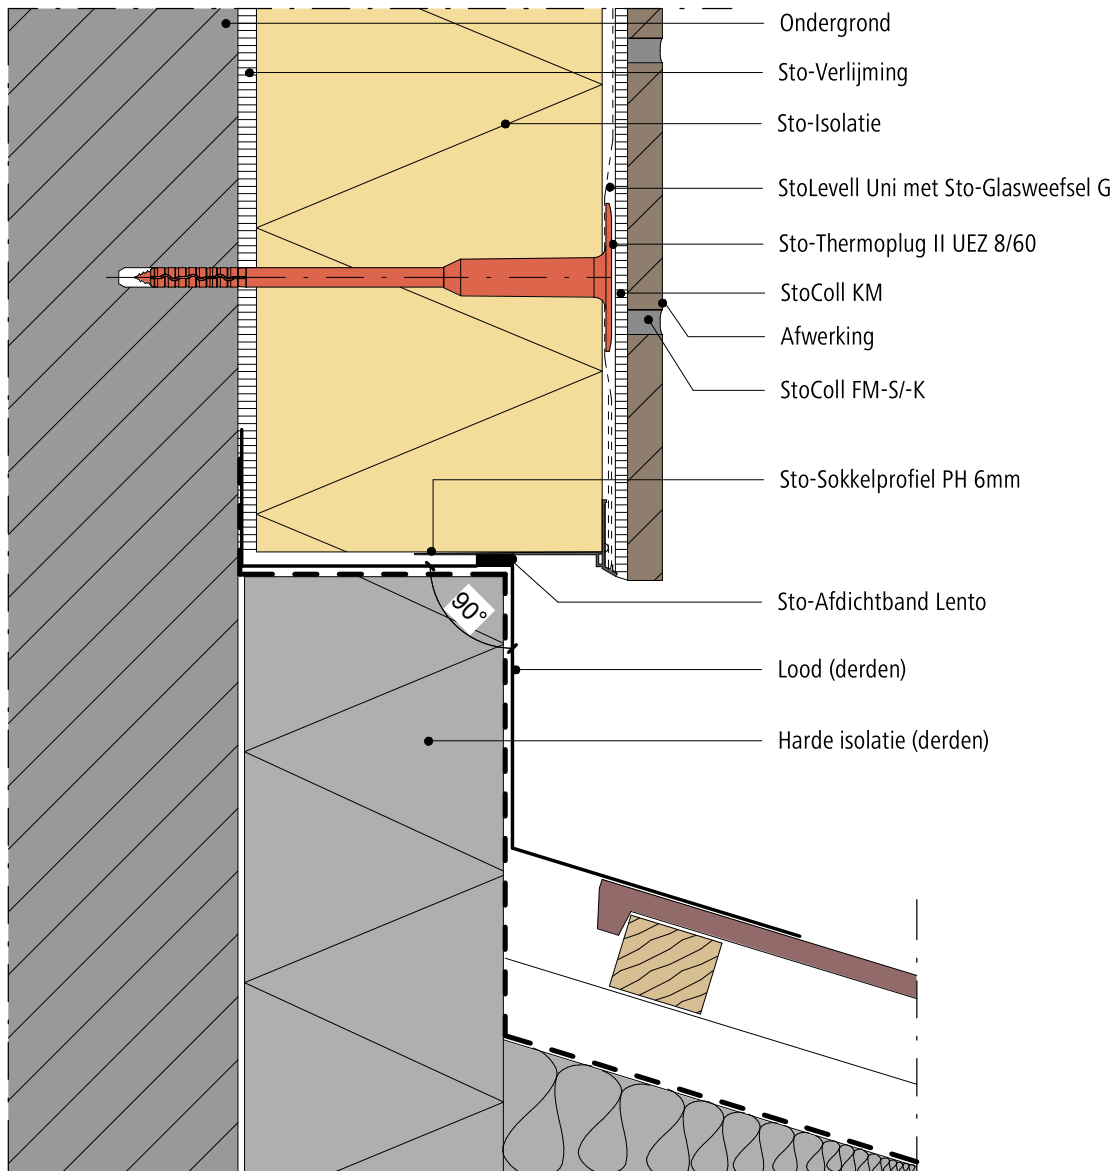 Ondergrond
Sto-Verlijming
Sto-Isolatie
StoLevell Uni met Sto-Glasweefsel G
Sto-Thermoplug II UEZ 8/60
StoColl KM
Afwerking
StoColl FM-S/-K
Sto-Sokkelprofiel PH 6mm
Sto-Afdichtband Lento
90°
Lood (derden)
Harde isolatie (derden)